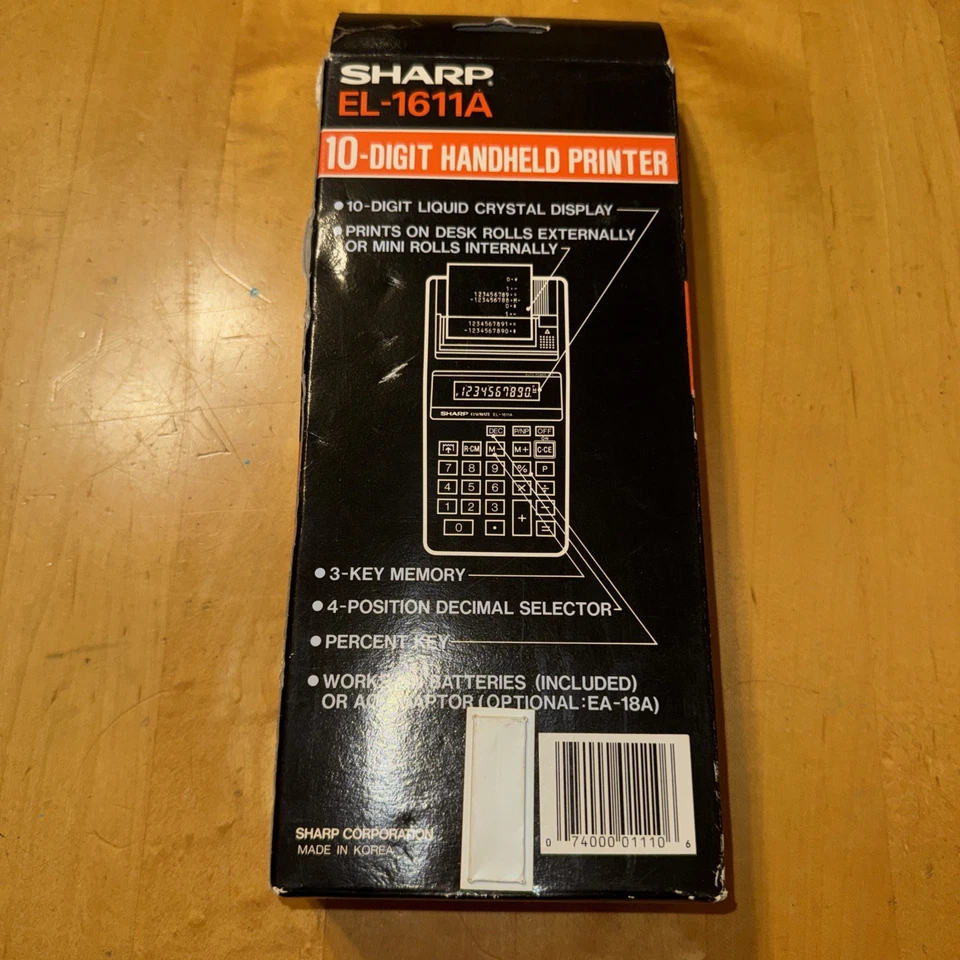 SHARP
EL-1611A
10-DIGIT HANDHELD PRINTER
● 10-DIGIT LIQUID CRYSTAL DISPLAY
● PRINTS ON DESK ROLLS EXTERNALLY
OR MINI ROLLS INTERNALLY
1234567891
-1234567890
1234567890.
SHARP EL-1611A
DEC P/NP OFF
R·CM M- M+ C·CE
7 8 9 % P
4 5 6 × ÷
1 2 3 + −
0 • =
● 3-KEY MEMORY
● 4-POSITION DECIMAL SELECTOR
● PERCENT KEY
● BATTERIES (INCLUDED)
OR (OPTIONAL:EA-18A)
SHARP CORPORATION
MADE IN KOREA
0 74000 01110 6